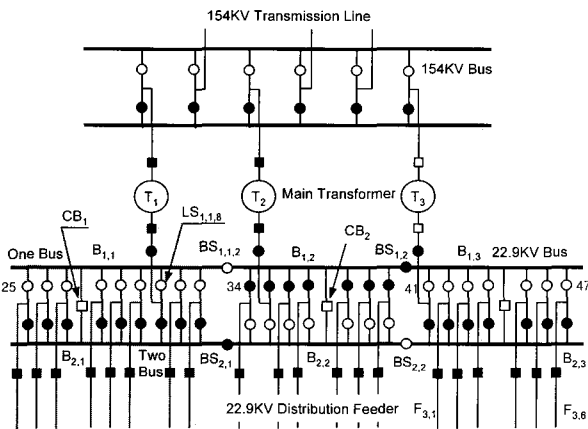 154KV Transmission Line
154KV Bus
T1 T2 Main Transformer T3
CB1 LS1,1,8 CB2
One Bus B1,1 BS1,1,2 B1,2 BS1,2 B1,3 22.9KV Bus
25 34 41 47
B2,1 Two Bus BS2,1 B2,2 BS2,2 B2,3
22.9KV Distribution Feeder F3,1 F3,6